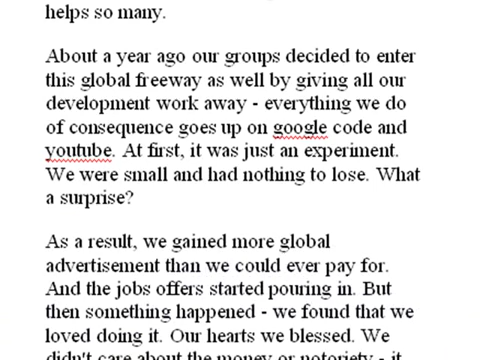 helps so many.
About a year ago our groups decided to enter
this global freeway as well by giving all our
development work away - everything we do
of consequence goes up on google code and
youtube. At first, it was just an experiment.
We were small and had nothing to lose. What
a surprise?
As a result, we gained more global
advertisement than we could ever pay for.
And the jobs offers started pouring in. But
then something happened - we found that we
loved doing it. Our hearts we blessed. We
didn't care about the money or notoriety - it